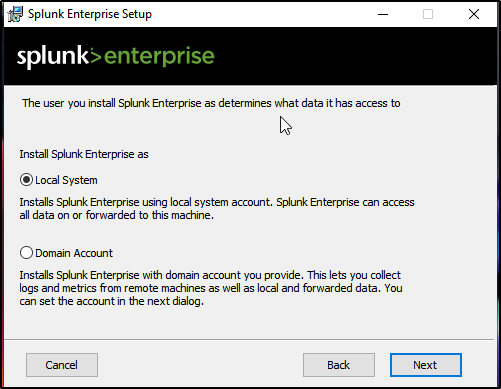 Splunk Enterprise Setup
splunk>enterprise
The user you install Splunk Enterprise as determines what data it has access to
Install Splunk Enterprise as
Local System
Installs Splunk Enterprise using local system account. Splunk Enterprise can access
all data on or forwarded to this machine.
Domain Account
Installs Splunk Enterprise with domain account you provide. This lets you collect
logs and metrics from remote machines as well as local and forwarded data. You
can set the account in the next dialog.
Cancel
Back
Next